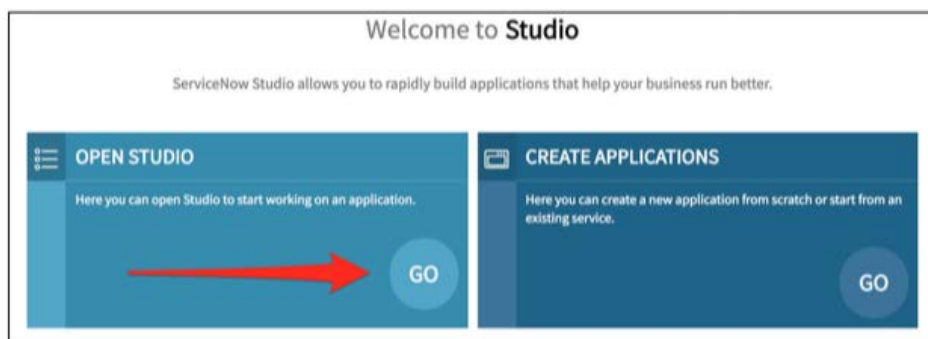 Welcome to Studio
ServiceNow Studio allows you to rapidly build applications that help your business run better.
OPEN STUDIO
Here you can open Studio to start working on an application.
GO
CREATE APPLICATIONS
Here you can create a new application from scratch or start from an
existing service.
GO